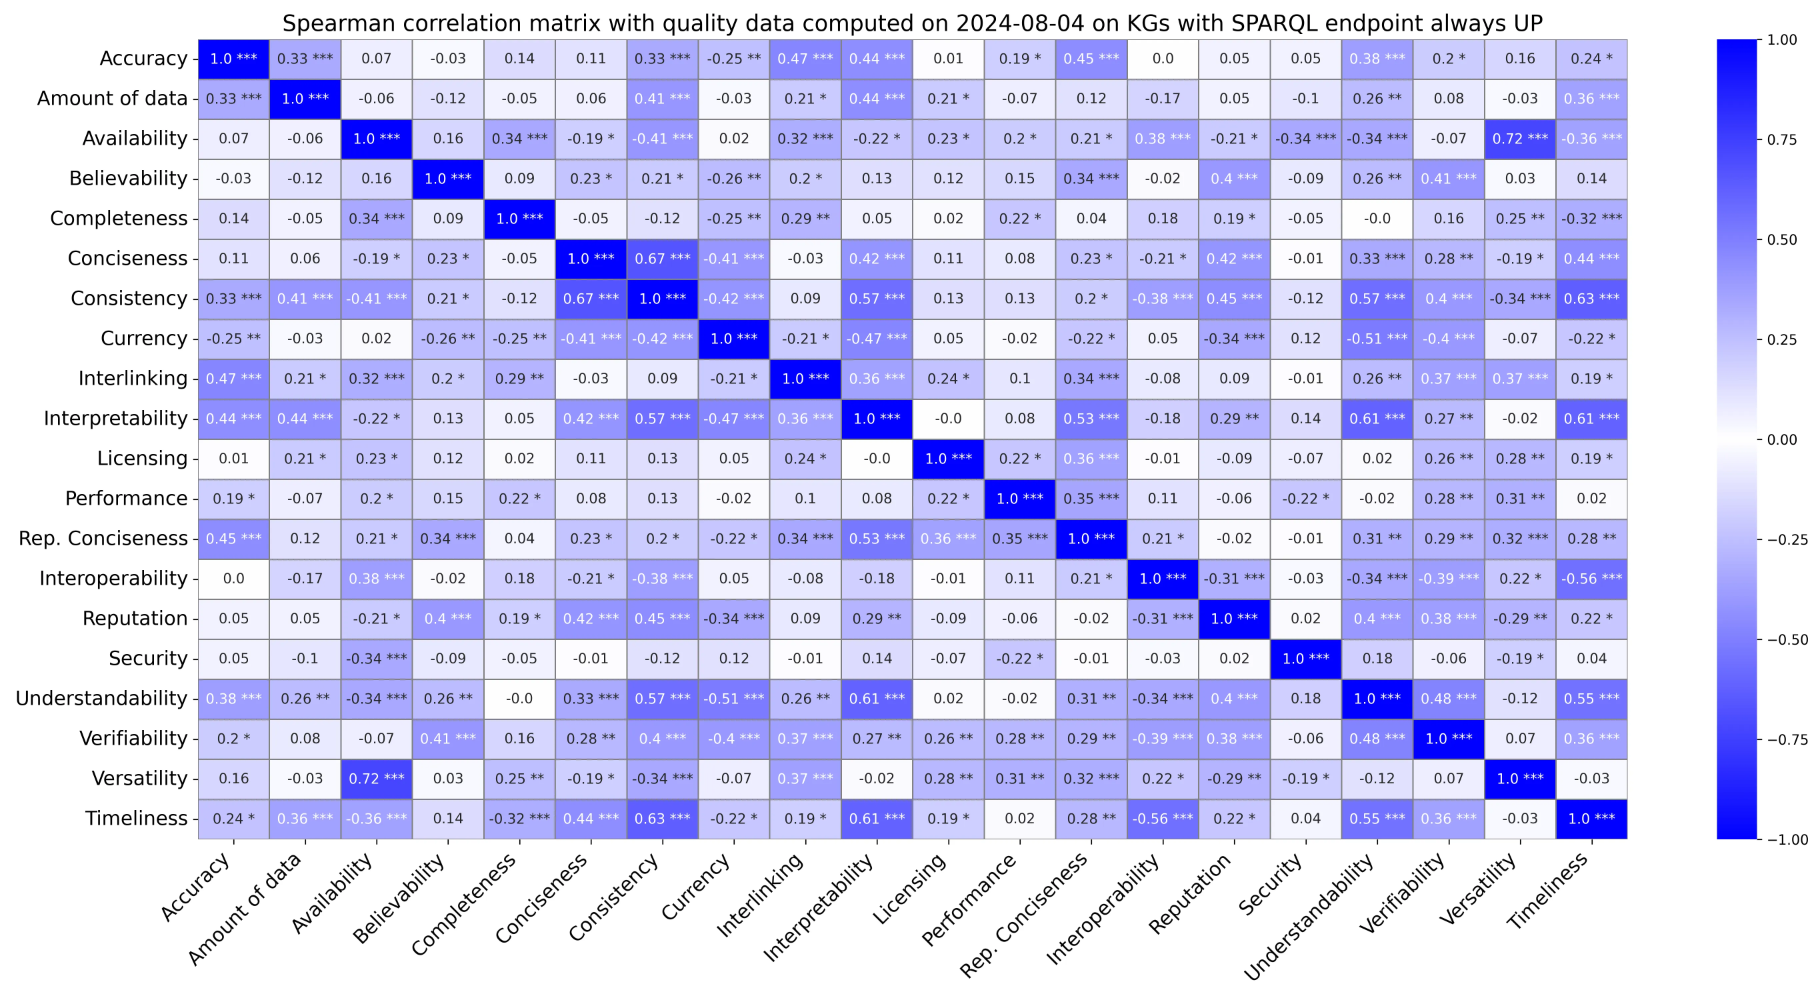 Spearman correlation matrix with quality data computed on 2024-08-04 on KGs with SPARQL endpoint always UP
Accuracy 1.0 *** 0.33 *** 0.07 -0.03 0.14 0.11 0.33 *** -0.25 ** 0.47 *** 0.44 *** 0.01 0.19 * 0.45 *** 0.0 0.05 0.05 0.38 *** 0.2 * 0.16 0.24 *
Amount of data 0.33 *** 1.0 *** -0.06 -0.12 -0.05 0.06 0.41 *** -0.03 0.21 * 0.44 *** 0.21 * -0.07 0.12 -0.17 0.05 -0.1 0.26 ** 0.08 -0.03 0.36 ***
Availability 0.07 -0.06 1.0 *** 0.16 0.34 *** -0.19 * -0.41 *** 0.02 0.32 *** -0.22 * 0.23 * 0.2 * 0.21 * 0.38 *** -0.21 * -0.34 *** -0.34 *** -0.07 0.72 *** -0.36 ***
Believability -0.03 -0.12 0.16 1.0 *** 0.09 0.23 * 0.21 * -0.26 ** 0.2 * 0.13 0.12 0.15 0.34 *** -0.02 0.4 *** -0.09 0.26 ** 0.41 *** 0.03 0.14
Completeness 0.14 -0.05 0.34 *** 0.09 1.0 *** -0.05 -0.12 -0.25 ** 0.29 ** 0.05 0.02 0.22 * 0.04 0.18 0.19 * -0.05 -0.0 0.16 0.25 ** -0.32 ***
Conciseness 0.11 0.06 -0.19 * 0.23 * -0.05 1.0 *** 0.67 *** -0.41 *** -0.03 0.42 *** 0.11 0.08 0.23 * -0.21 * 0.42 *** -0.01 0.33 *** 0.28 ** -0.19 * 0.44 ***
Consistency 0.33 *** 0.41 *** -0.41 *** 0.21 * -0.12 0.67 *** 1.0 *** -0.42 *** 0.09 0.57 *** 0.13 0.13 0.2 * -0.38 *** 0.45 *** -0.12 0.57 *** 0.4 *** -0.34 *** 0.63 ***
Currency -0.25 ** -0.03 0.02 -0.26 ** -0.25 ** -0.41 *** -0.42 *** 1.0 *** -0.21 * -0.47 *** 0.05 -0.02 -0.22 * 0.05 -0.34 *** 0.12 -0.51 *** -0.4 *** -0.07 -0.22 *
Interlinking 0.47 *** 0.21 * 0.32 *** 0.2 * 0.29 ** -0.03 0.09 -0.21 * 1.0 *** 0.36 *** 0.24 * 0.1 0.34 *** -0.08 0.09 -0.01 0.26 ** 0.37 *** 0.37 *** 0.19 *
Interpretability 0.44 *** 0.44 *** -0.22 * 0.13 0.05 0.42 *** 0.57 *** -0.47 *** 0.36 *** 1.0 *** -0.0 0.08 0.53 *** -0.18 0.29 ** 0.14 0.61 *** 0.27 ** -0.02 0.61 ***
Licensing 0.01 0.21 * 0.23 * 0.12 0.02 0.11 0.13 0.05 0.24 * -0.0 1.0 *** 0.22 * 0.36 *** -0.01 -0.09 -0.07 0.02 0.26 ** 0.28 ** 0.19 *
Performance 0.19 * -0.07 0.2 * 0.15 0.22 * 0.08 0.13 -0.02 0.1 0.08 0.22 * 1.0 *** 0.35 *** 0.11 -0.06 -0.22 * -0.02 0.28 ** 0.31 ** 0.02
Rep. Conciseness 0.45 *** 0.12 0.21 * 0.34 *** 0.04 0.23 * 0.2 * -0.22 * 0.34 *** 0.53 *** 0.36 *** 0.35 *** 1.0 *** 0.21 * -0.02 -0.01 0.31 ** 0.29 ** 0.32 *** 0.28 **
Interoperability 0.0 -0.17 0.38 *** -0.02 0.18 -0.21 * -0.38 *** 0.05 -0.08 -0.18 -0.01 0.11 0.21 * 1.0 *** -0.31 *** -0.03 -0.34 *** -0.39 *** 0.22 * -0.56 ***
Reputation 0.05 0.05 -0.21 * 0.4 *** 0.19 * 0.42 *** 0.45 *** -0.34 *** 0.09 0.29 ** -0.09 -0.06 -0.02 -0.31 *** 1.0 *** 0.02 0.4 *** 0.38 *** -0.29 ** 0.22 *
Security 0.05 -0.1 -0.34 *** -0.09 -0.05 -0.01 -0.12 0.12 -0.01 0.14 -0.07 -0.22 * -0.01 -0.03 0.02 1.0 *** 0.18 -0.06 -0.19 * 0.04
Understandability 0.38 *** 0.26 ** -0.34 *** 0.26 ** -0.0 0.33 *** 0.57 *** -0.51 *** 0.26 ** 0.61 *** 0.02 -0.02 0.31 ** -0.34 *** 0.4 *** 0.18 1.0 *** 0.48 *** -0.12 0.55 ***
Verifiability 0.2 * 0.08 -0.07 0.41 *** 0.16 0.28 ** 0.4 *** -0.4 *** 0.37 *** 0.27 ** 0.26 ** 0.28 ** 0.29 ** -0.39 *** 0.38 *** -0.06 0.48 *** 1.0 *** 0.07 0.36 ***
Versatility 0.16 -0.03 0.72 *** 0.03 0.25 ** -0.19 * -0.34 *** -0.07 0.37 *** -0.02 0.28 ** 0.31 ** 0.32 *** 0.22 * -0.29 ** -0.19 * -0.12 0.07 1.0 *** -0.03
Timeliness 0.24 * 0.36 *** -0.36 *** 0.14 -0.32 *** 0.44 *** 0.63 *** -0.22 * 0.19 * 0.61 *** 0.19 * 0.02 0.28 ** -0.56 *** 0.22 * 0.04 0.55 *** 0.36 *** -0.03 1.0 ***
Accuracy
Amount of data
Availability
Believability
Completeness
Conciseness
Consistency
Currency
Interlinking
Interpretability
Licensing
Performance
Rep. Conciseness
Interoperability
Reputation
Security
Understandability
Verifiability
Versatility
Timeliness
1.00
0.75
0.50
0.25
0.00
−0.25
−0.50
−0.75
−1.00